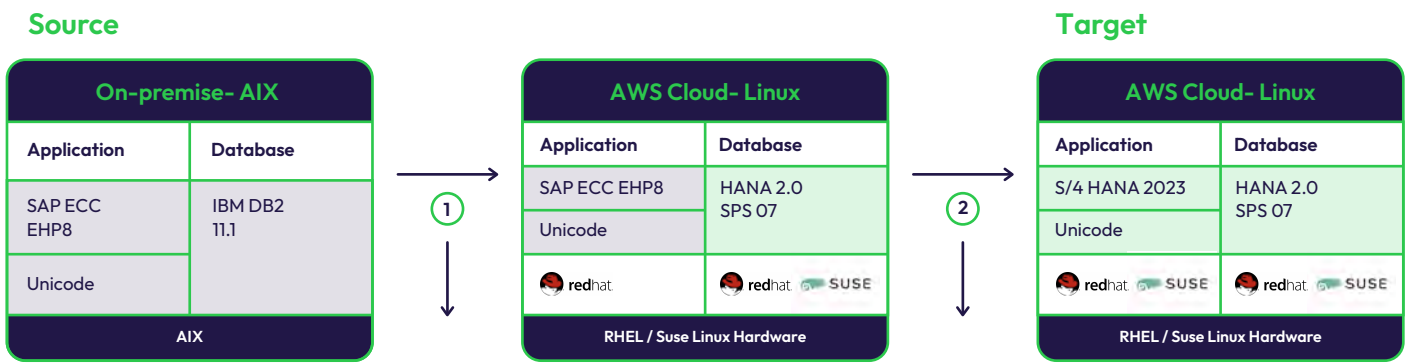 Source
Target
On-premise- AIX
Application
Database
SAP ECC
EHP8
IBM DB2
11.1
Unicode
AIX
1
AWS Cloud- Linux
Application
Database
SAP ECC EHP8
HANA 2.0
SPS 07
Unicode
redhat.
redhat.
SUSE
RHEL / Suse Linux Hardware
2
AWS Cloud- Linux
Application
Database
S/4 HANA 2023
HANA 2.0
SPS 07
Unicode
redhat.
SUSE
redhat.
SUSE
RHEL / Suse Linux Hardware